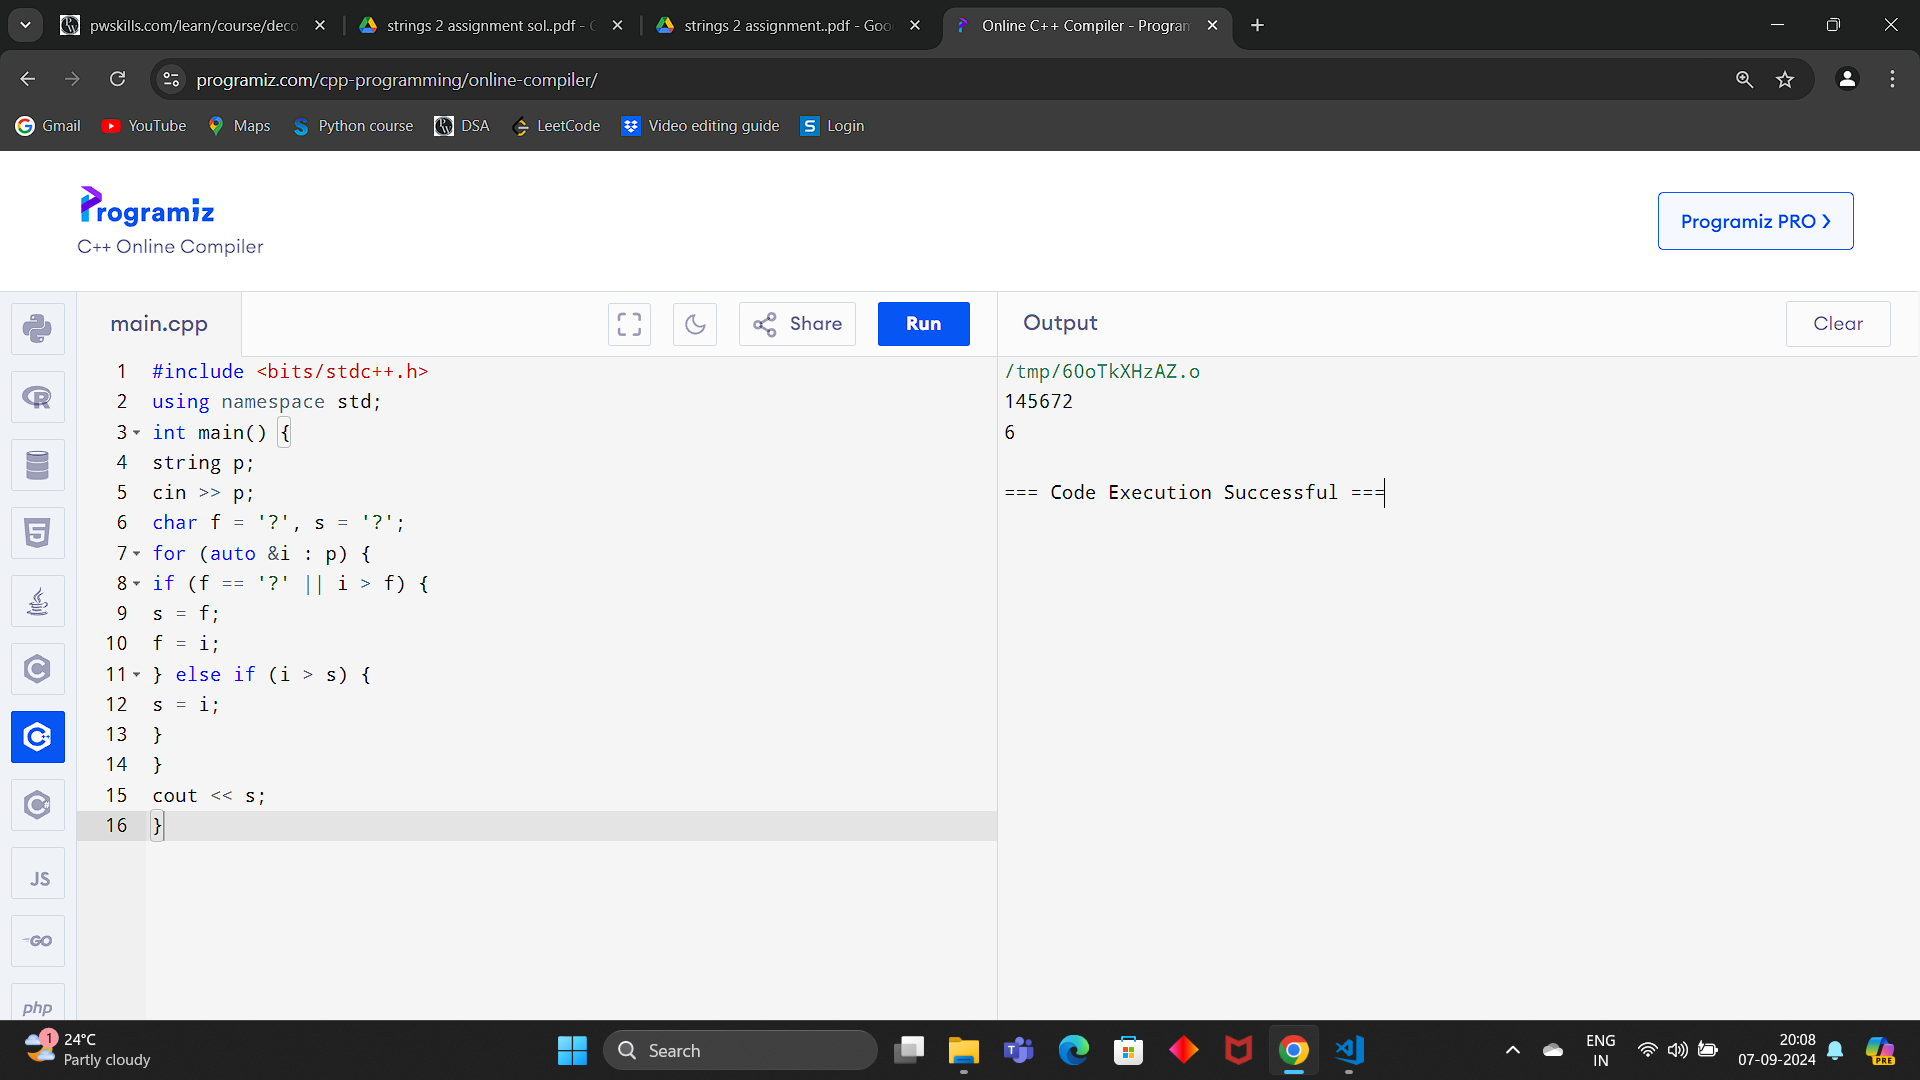 pwskills.com/learn/course/deco
strings 2 assignment sol..pdf -
strings 2 assignment..pdf - Goo
Online C++ Compiler - Program
programiz.com/cpp-programming/online-compiler/
Gmail
YouTube
Maps
Python course
DSA
LeetCode
Video editing guide
S
Login
Programiz
C++ Online Compiler
Programiz PRO >
main.cpp
Share
Run
Output
Clear
1 #include <bits/stdc++.h>
2 using namespace std;
3 int main() {
4 string p;
5 cin >> p;
6 char f = '?', s = '?';
7 for (auto &i : p) {
8 if (f == '?' || i > f) {
9 s = f;
10 f = i;
11 } else if (i > s) {
12 s = i;
13 }
14 }
15 cout << s;
16 }
/tmp/6OoTkXHzAZ.o
145672
6
=== Code Execution Successful ===
JS
GO
php
1
24°C
Partly cloudy
Search
ENG
IN
20:08
07-09-2024
PRE